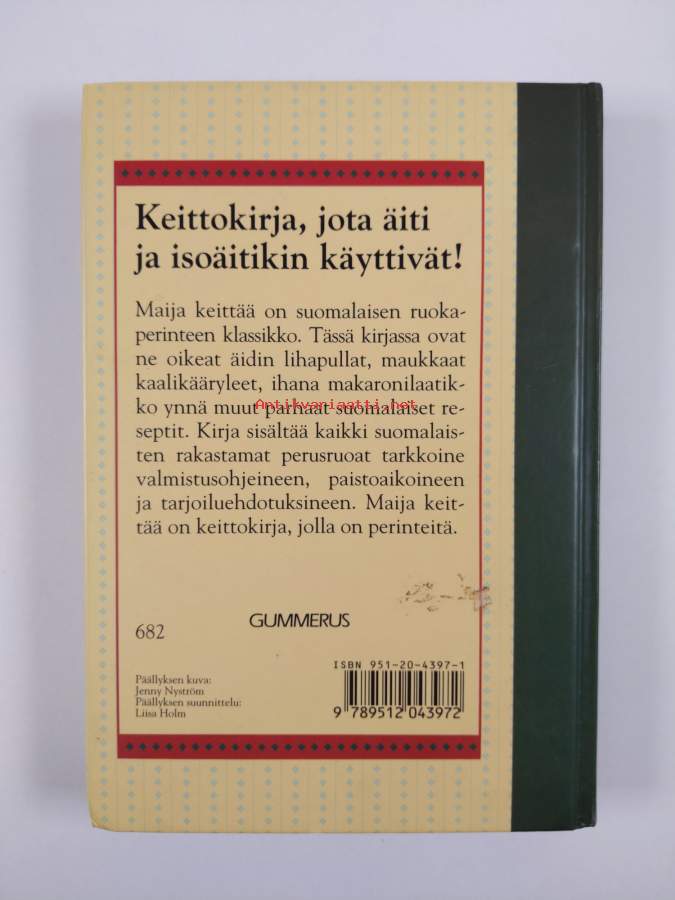 Keittokirja, jota äiti
ja isoäitikin käyttivät!
Maija keittää on suomalaisen ruoka-
perinteen klassikko. Tässä kirjassa ovat
ne oikeat äidin lihapullat, maukkaat
kaalikääryleet, ihana makaronilaatik-
ko ynnä muut parhaat suomalaiset re-
Antikvariaatti.net
septit. Kirja sisältää kaikki suomalais-
ten rakastamat perusruoat tarkkoine
valmistusohjeineen, paistoaikoineen
ja tarjoiluehdotuksineen. Maija keit-
tää on keittokirja, jolla on perinteitä.
682
GUMMERUS
Päällyksen kuva:
Jenny Nyström
Päällyksen suunnittelu:
Liisa Holm
ISBN 951-20-4397-1
9 789512 043972